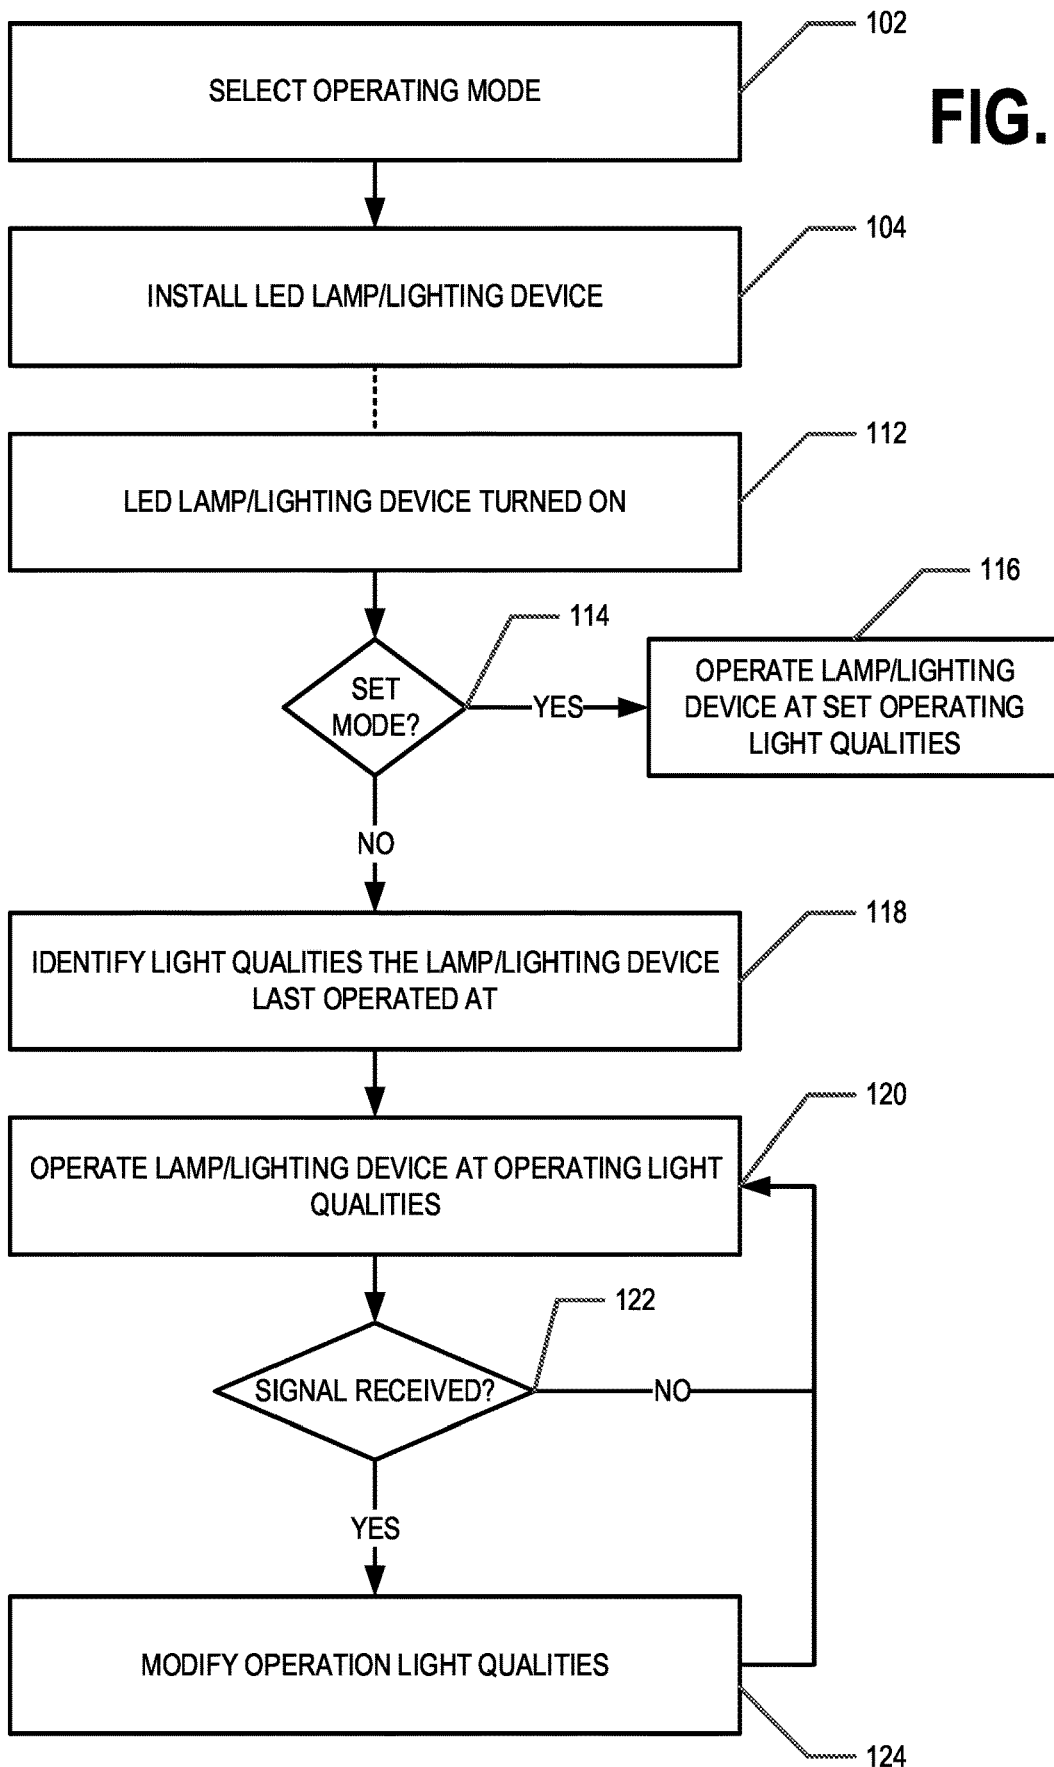 102
SELECT OPERATING MODE
FIG.
104
INSTALL LED LAMP/LIGHTING DEVICE
112
LED LAMP/LIGHTING DEVICE TURNED ON
116
114
SET
MODE?
YES
OPERATE LAMP/LIGHTING
DEVICE AT SET OPERATING
LIGHT QUALITIES
NO
118
IDENTIFY LIGHT QUALITIES THE LAMP/LIGHTING DEVICE
LAST OPERATED AT
120
OPERATE LAMP/LIGHTING DEVICE AT OPERATING LIGHT
QUALITIES
122
SIGNAL RECEIVED?
NO
YES
MODIFY OPERATION LIGHT QUALITIES
124